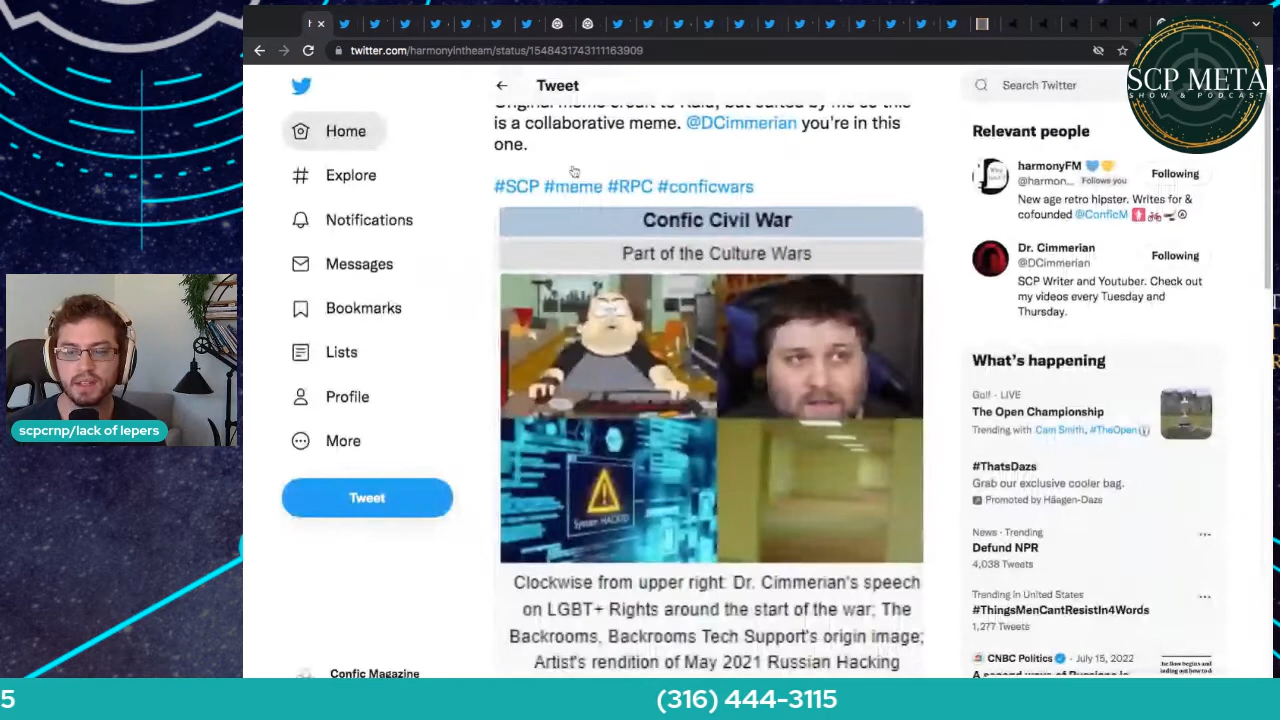 twitter.com/harmonyintheam/status/1548431743111163909
SCP META
SHOW & PODCAST
Tweet
Search Twitter
is a collaborative meme. @DCimmerian you're in this
one.
#SCP #meme #RPC #conficwars
Confic Civil War
Part of the Culture Wars
System HACKED
Clockwise from upper right: Dr. Cimmerian's speech
on LGBT+ Rights around the start of the war; The
Backrooms, Backrooms Tech Support's origin image;
Artist's rendition of May 2021 Russian Hacking
Home
Explore
Notifications
Messages
Bookmarks
Lists
Profile
More
Tweet
Confic Magazine
Relevant people
harmonyFM
@harmon... Follows you
Following
New age retro hipster. Writes for &
cofounded @ConficM
Dr. Cimmerian
@DCimmerian
Following
SCP Writer and Youtuber. Check out
my videos every Tuesday and
Thursday.
What's happening
Golf · LIVE
The Open Championship
Trending with Cam Smith, #TheOpen
#ThatsDazs
Grab our exclusive cooler bag.
Promoted by Häagen-Dazs
News · Trending
Defund NPR
4,038 Tweets
Trending in United States
#ThingsMenCantResistIn4Words
1,277 Tweets
CNBC Politics · July 15, 2022
scpcrnp/lack of lepers
5
(316) 444-3115